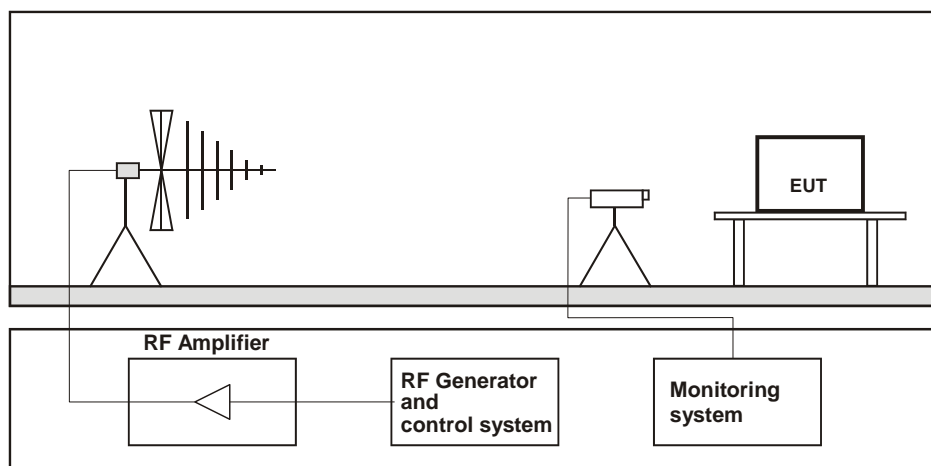 EUT
RF Amplifier
RF Generator
and
control system
Monitoring
system